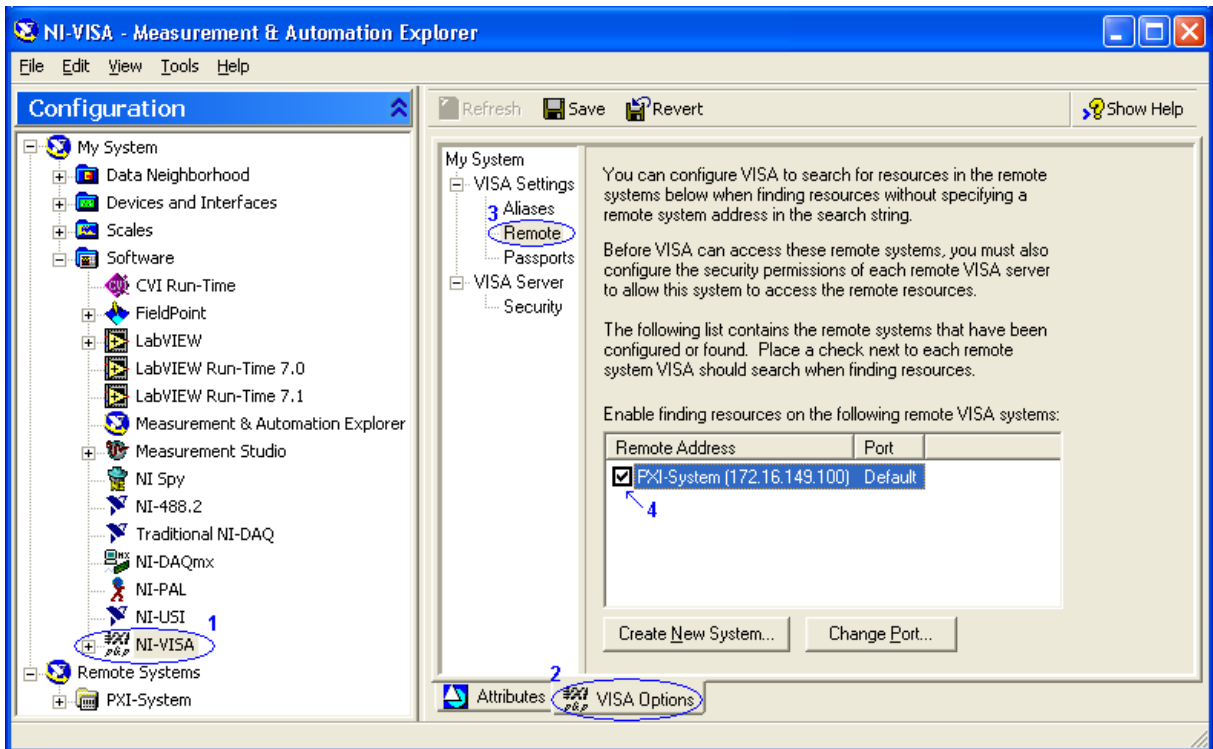 NI-VISA - Measurement & Automation Explorer
File Edit View Tools Help
Configuration
My System
Data Neighborhood
Devices and Interfaces
Scales
Software
CVI Run-Time
FieldPoint
LabVIEW
LabVIEW Run-Time 7.0
LabVIEW Run-Time 7.1
Measurement & Automation Explorer
Measurement Studio
NI Spy
NI-488.2
Traditional NI-DAQ
NI-DAQmx
NI-PAL
NI-USI
1
NI-VISA
Remote Systems
PXI-System
Refresh Save Revert Show Help
My System
VISA Settings
3 Aliases
Remote
Passports
VISA Server
Security
You can configure VISA to search for resources in the remote
systems below when finding resources without specifying a
remote system address in the search string.
Before VISA can access these remote systems, you must also
configure the security permissions of each remote VISA server
to allow this system to access the remote resources.
The following list contains the remote systems that have been
configured or found. Place a check next to each remote
system VISA should search when finding resources.
Enable finding resources on the following remote VISA systems:
Remote Address Port
PXI-System (172.16.149.100) Default
4
Create New System... Change Port...
2
Attributes VISA Options